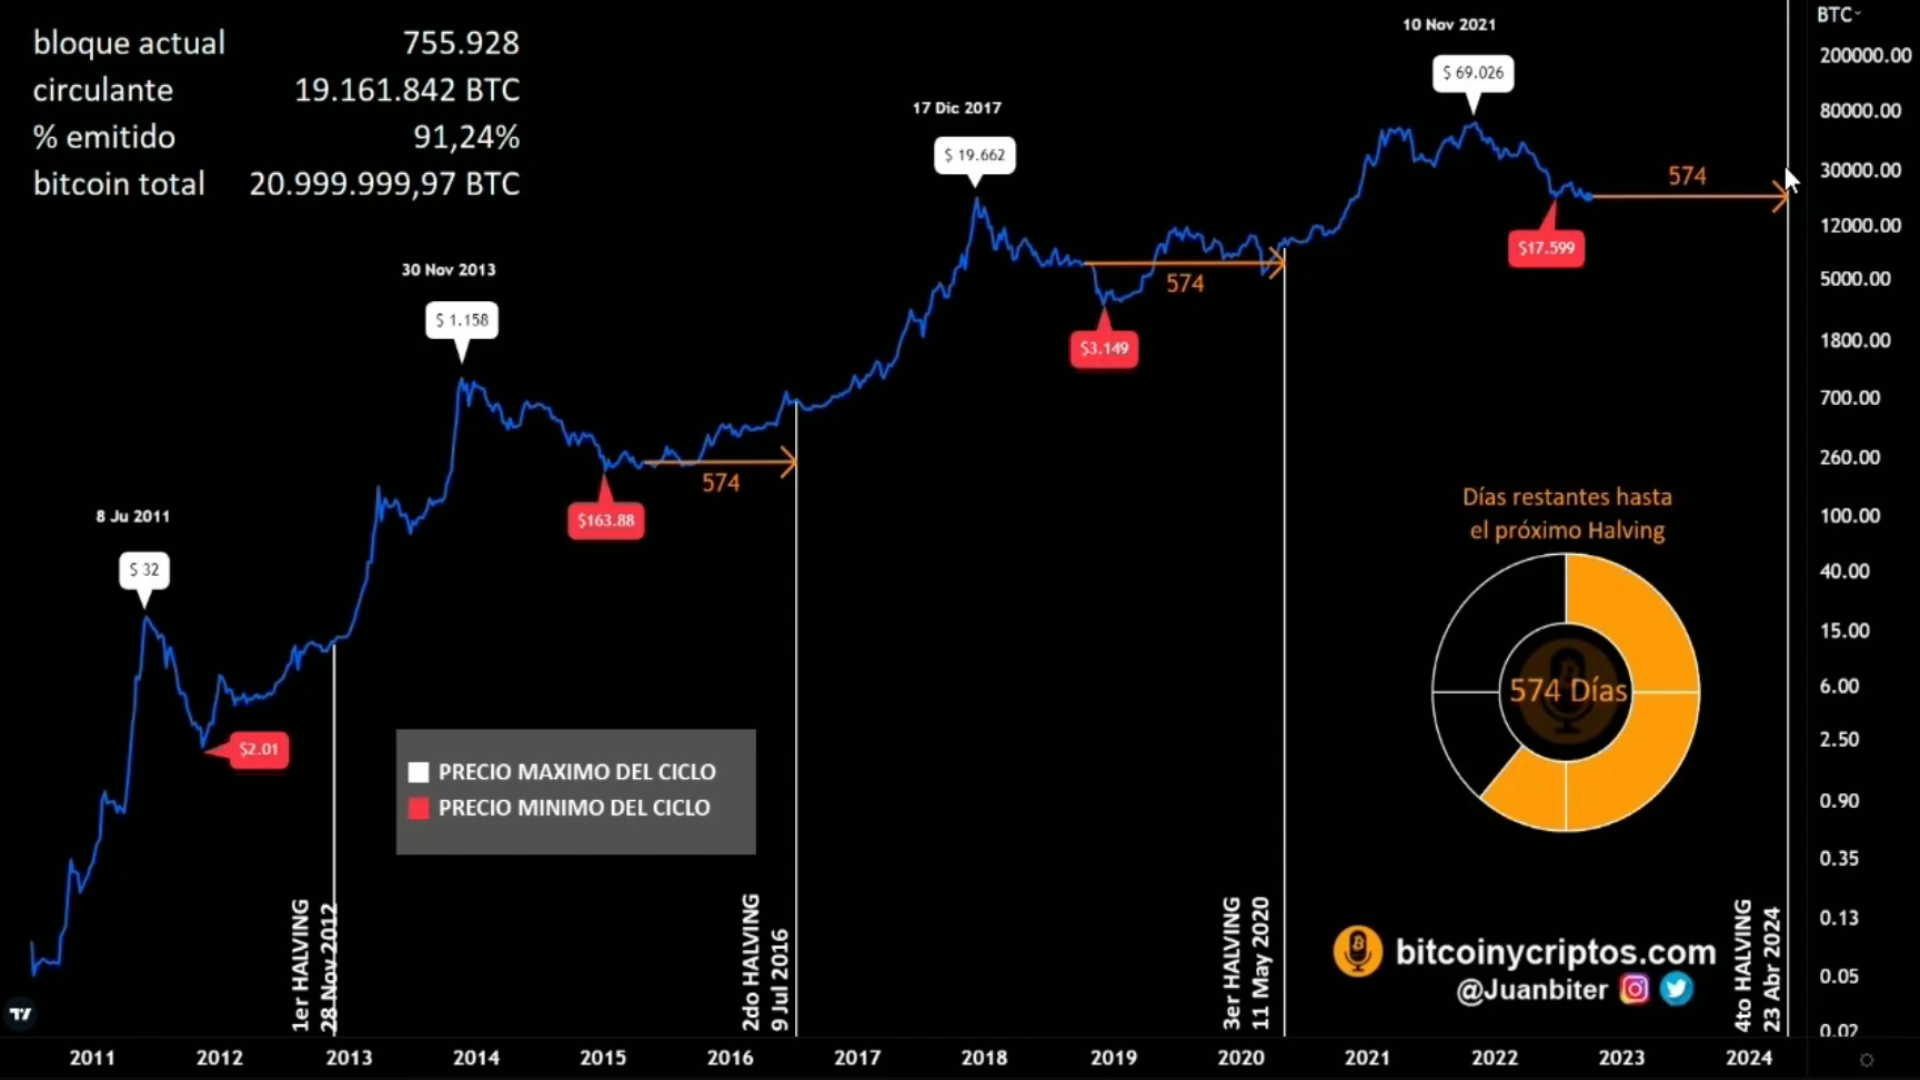 bloque actual 755.928
circulante 19.161.842 BTC
% emitido 91,24%
bitcoin total 20.999.999,97 BTC
10 Nov 2021
$ 69.026
17 Dic 2017
$ 19.662
574
$17.599
30 Nov 2013
$ 1.158
574
$3.149
574
$163.88
8 Ju 2011
$ 32
$2.01
PRECIO MAXIMO DEL CICLO
PRECIO MINIMO DEL CICLO
Días restantes hasta
el próximo Halving
574 Días
1er HALVING
28 Nov 2012
2do HALVING
9 Jul 2016
3er HALVING
11 May 2020
4to HALVING
23 Abr 2024
bitcoinycriptos.com
@Juanbiter
BTC
200000.00
80000.00
30000.00
12000.00
5000.00
1800.00
700.00
260.00
100.00
40.00
15.00
6.00
2.50
0.90
0.35
0.13
0.05
0.02
2011 2012 2013 2014 2015 2016 2017 2018 2019 2020 2021 2022 2023 2024